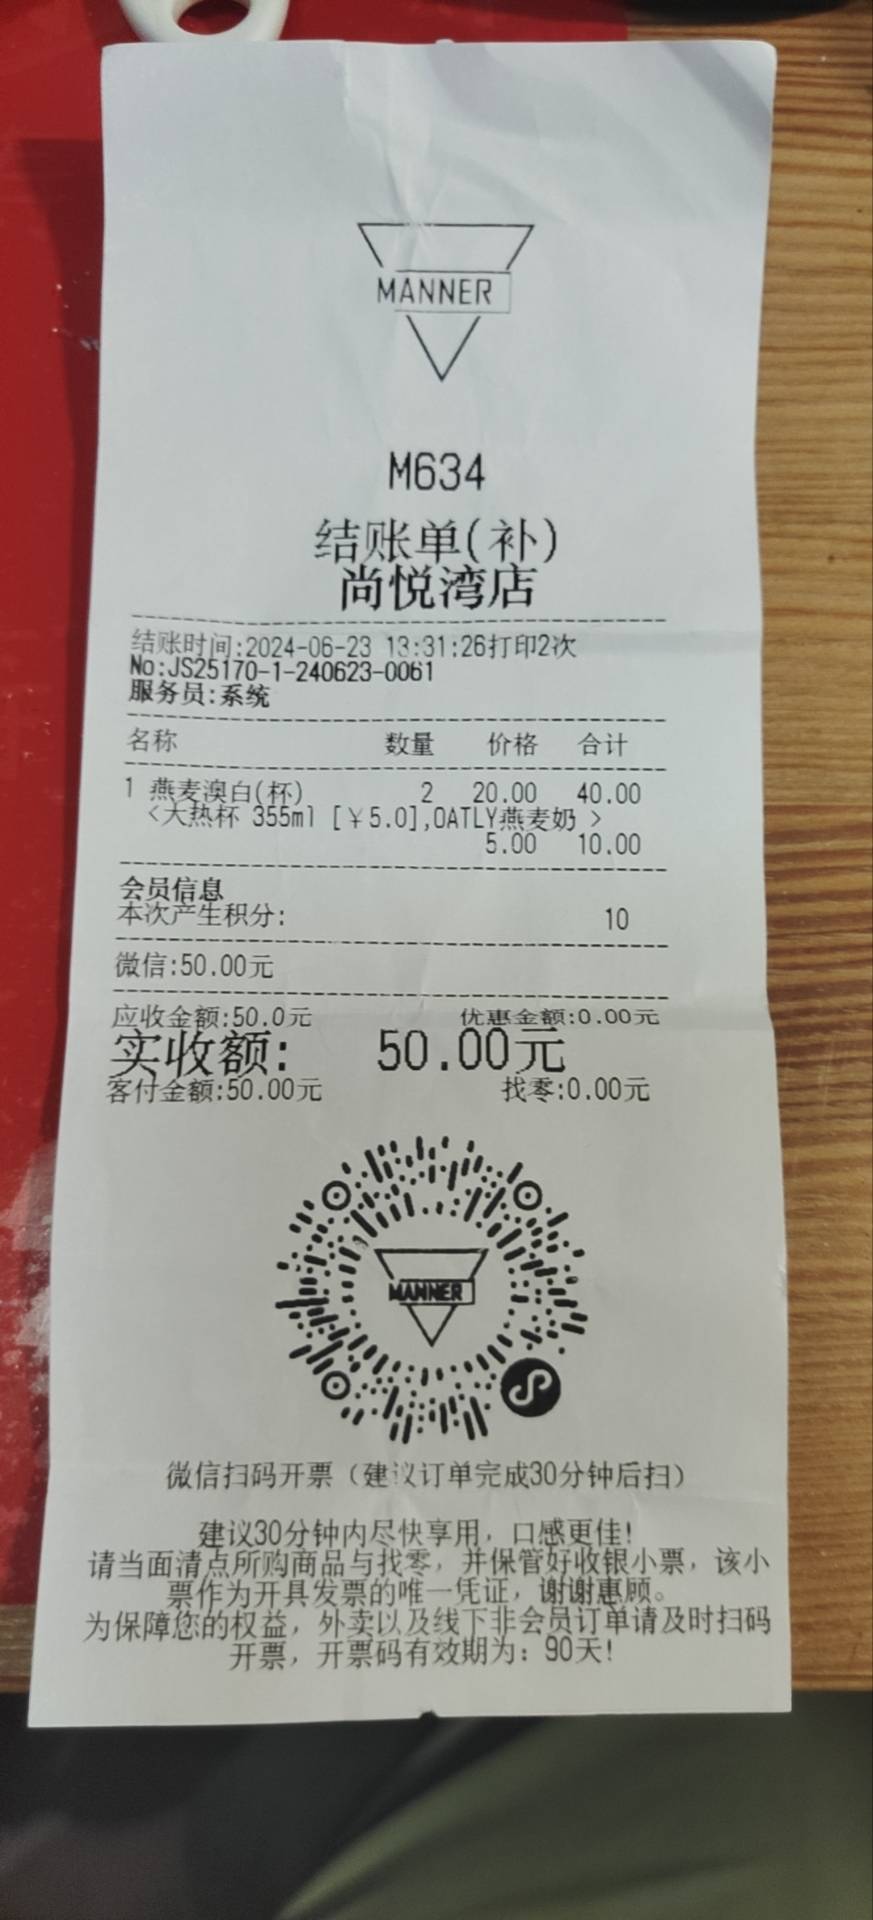 MANNER
M634
结账单(补)
尚悦湾店
结账时间:2024-06-23 13:31:26打印2次
No:JS25170-1-240623-0061
服务员:系统
名称 数量 价格 合计
1 燕麦澳白(杯) 2 20.00 40.00
<大热杯 355ml [￥5.0],OATLY燕麦奶 >
5.00 10.00
会员信息
本次产生积分: 10
微信:50.00元
应收金额:50.0元 优惠金额:0.00元
实收额: 50.00元
客付金额:50.00元 找零:0.00元
MANNER
微信扫码开票（建议订单完成30分钟后扫）
建议30分钟内尽快享用，口感更佳!
请当面清点所购商品与找零，并保管好收银小票，该小
票作为开具发票的唯一凭证，谢谢惠顾。
为保障您的权益，外卖以及线下非会员订单请及时扫码
开票，开票码有效期为: 90天!